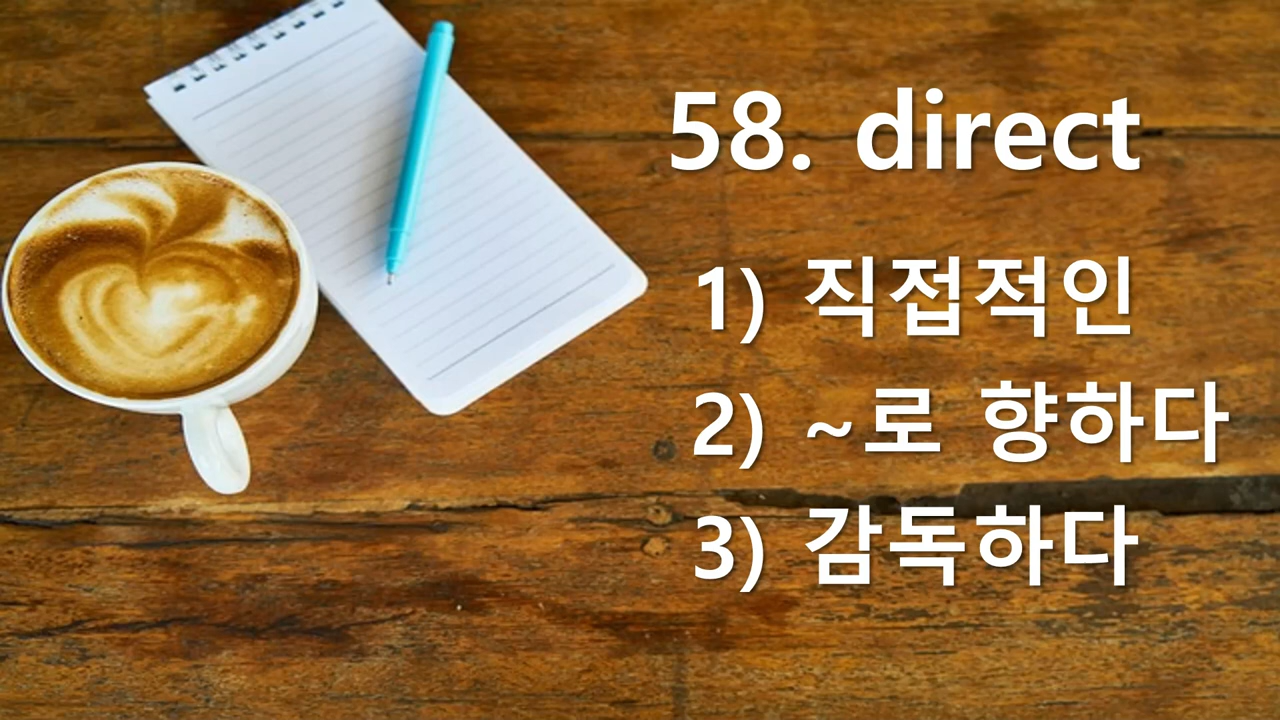 58. direct
1) 직접적인
2) ~로 향하다
3) 감독하다